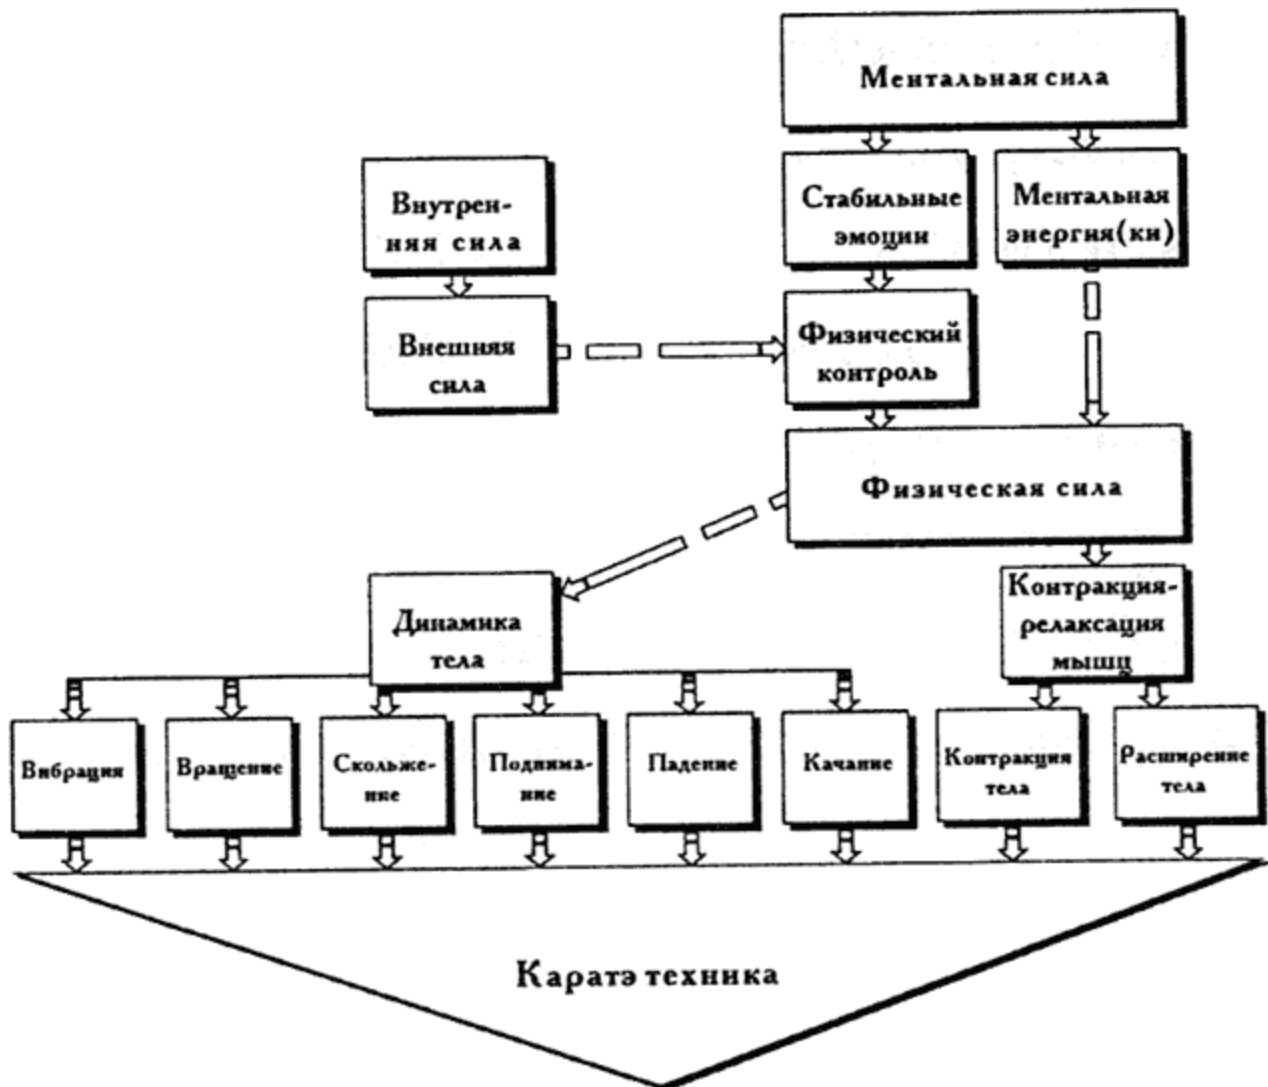 Ментальная сила
Внутрен-
няя сила
Стабильные
эмоции
Ментальная
энергия(ки)
Внешняя
сила
Физический
контроль
Физическая сила
Динамика
тела
Контракция-
релаксация
мышц
Вибрация
Вращение
Скольже-
ние
Поднима-
ние
Падение
Качание
Контракция
тела
Расширение
тела
Каратэ техника